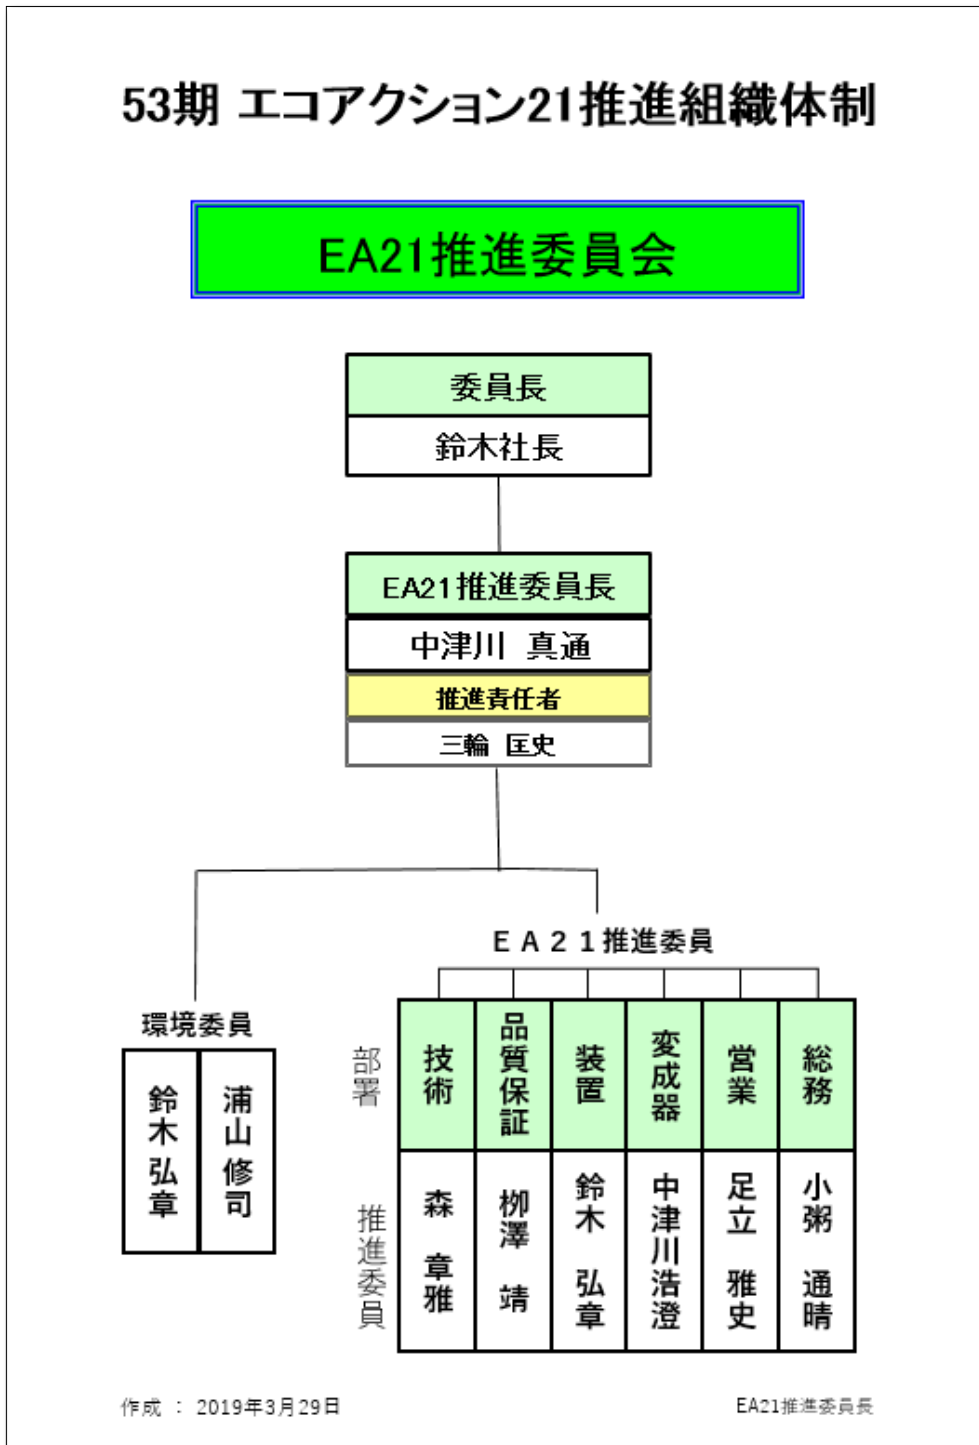 53期 エコアクション21推進組織体制
EA21推進委員会
委員長
鈴木社長
EA21推進委員長
中津川 真通
推進責任者
三輪 匡史
ＥＡ２１推進委員
環境委員
鈴木 弘章
浦山 修司
部署
技術
品質保証
装置
変成器
営業
総務
推進委員
森 章雅
栁澤 靖
鈴木 弘章
中津川浩澄
足立 雅史
小粥 通晴
作成 ： 2019年3月29日
EA21推進委員長